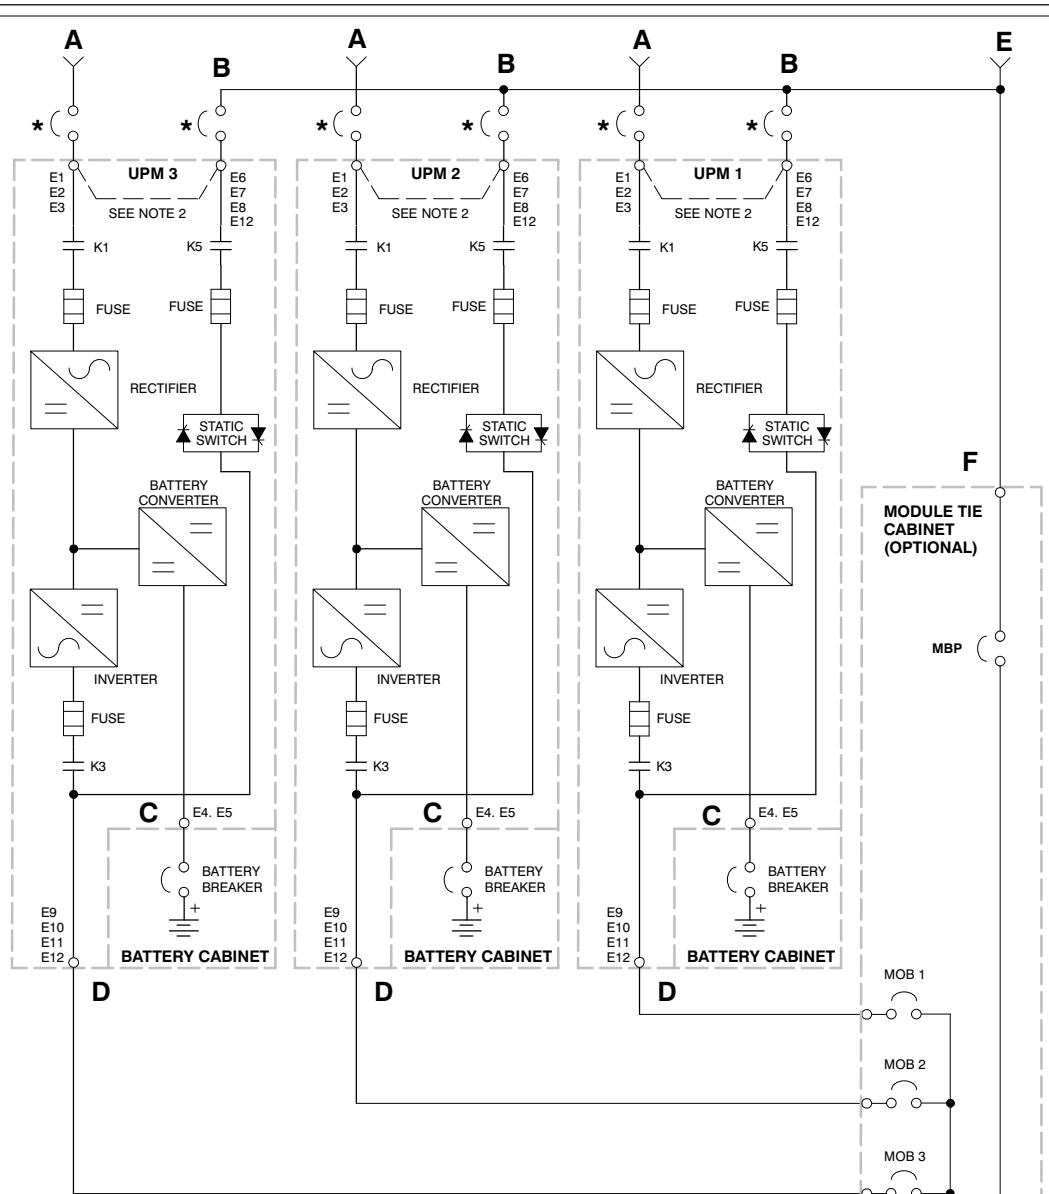 A
B
A
B
A
B
E
*
*
*
*
*
*
E1
E2
E3
UPM 3
E6
E7
E8
E12
SEE NOTE 2
E1
E2
E3
UPM 2
E6
E7
E8
E12
SEE NOTE 2
E1
E2
E3
UPM 1
E6
E7
E8
E12
SEE NOTE 2
K1
K5
K1
K5
K1
K5
FUSE
FUSE
FUSE
FUSE
FUSE
FUSE
RECTIFIER
RECTIFIER
RECTIFIER
STATIC
SWITCH
STATIC
SWITCH
STATIC
SWITCH
BATTERY
CONVERTER
BATTERY
CONVERTER
BATTERY
CONVERTER
F
MODULE TIE
CABINET
(OPTIONAL)
MBP
INVERTER
INVERTER
INVERTER
FUSE
FUSE
FUSE
K3
K3
K3
C
E4. E5
C
E4. E5
C
E4. E5
BATTERY
BREAKER
BATTERY
BREAKER
BATTERY
BREAKER
+
+
+
E9
E10
E11
E12
BATTERY CABINET
E9
E10
E11
E12
BATTERY CABINET
E9
E10
E11
E12
BATTERY CABINET
D
D
D
MOB 1
MOB 2
MOB 3